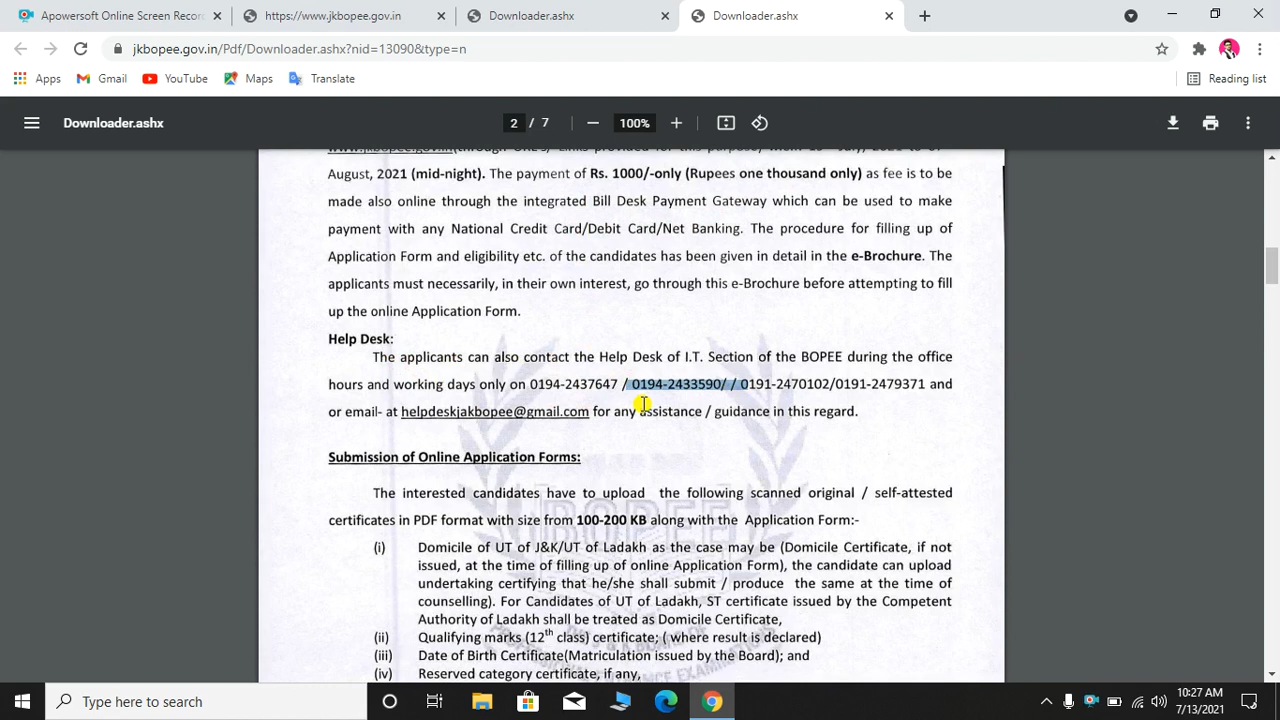 Apowersoft Online Screen Recor
https://www.jkbopee.gov.in
Downloader.ashx
Downloader.ashx
jkbopee.gov.in/Pdf/Downloader.ashx?nid=13090&type=n
Apps
Gmail
YouTube
Maps
Translate
Reading list
Downloader.ashx
2 / 7
100%
www.jkbopee.gov.in(through
August, 2021 (mid-night). The payment of Rs. 1000/-only (Rupees one thousand only) as fee is to be
made also online through the integrated Bill Desk Payment Gateway which can be used to make
payment with any National Credit Card/Debit Card/Net Banking. The procedure for filling up of
Application Form and eligibility etc. of the candidates has been given in detail in the e-Brochure. The
applicants must necessarily, in their own interest, go through this e-Brochure before attempting to fill
up the online Application Form.
Help Desk:
The applicants can also contact the Help Desk of I.T. Section of the BOPEE during the office
hours and working days only on 0194-2437647 / 0194-2433590/ / 0191-2470102/0191-2479371 and
or email- at helpdeskjakbopee@gmail.com for any assistance / guidance in this regard.
Submission of Online Application Forms:
The interested candidates have to upload the following scanned original / self-attested
certificates in PDF format with size from 100-200 KB along with the Application Form:-
(i) Domicile of UT of J&K/UT of Ladakh as the case may be (Domicile Certificate, if not
issued, at the time of filling up of online Application Form), the candidate can upload
undertaking certifying that he/she shall submit / produce the same at the time of
counselling). For Candidates of UT of Ladakh, ST certificate issued by the Competent
Authority of Ladakh shall be treated as Domicile Certificate,
(ii) Qualifying marks (12th class) certificate; ( where result is declared)
(iii) Date of Birth Certificate(Matriculation issued by the Board); and
(iv) Reserved category certificate, if any,
BOPEE
Type here to search
10:27 AM
7/13/2021